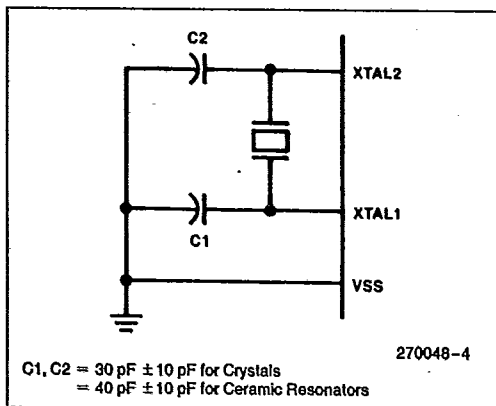 C2
XTAL2
XTAL1
C1
VSS
270048-4
C1, C2 = 30 pF ±10 pF for Crystals
= 40 pF ±10 pF for Ceramic Resonators